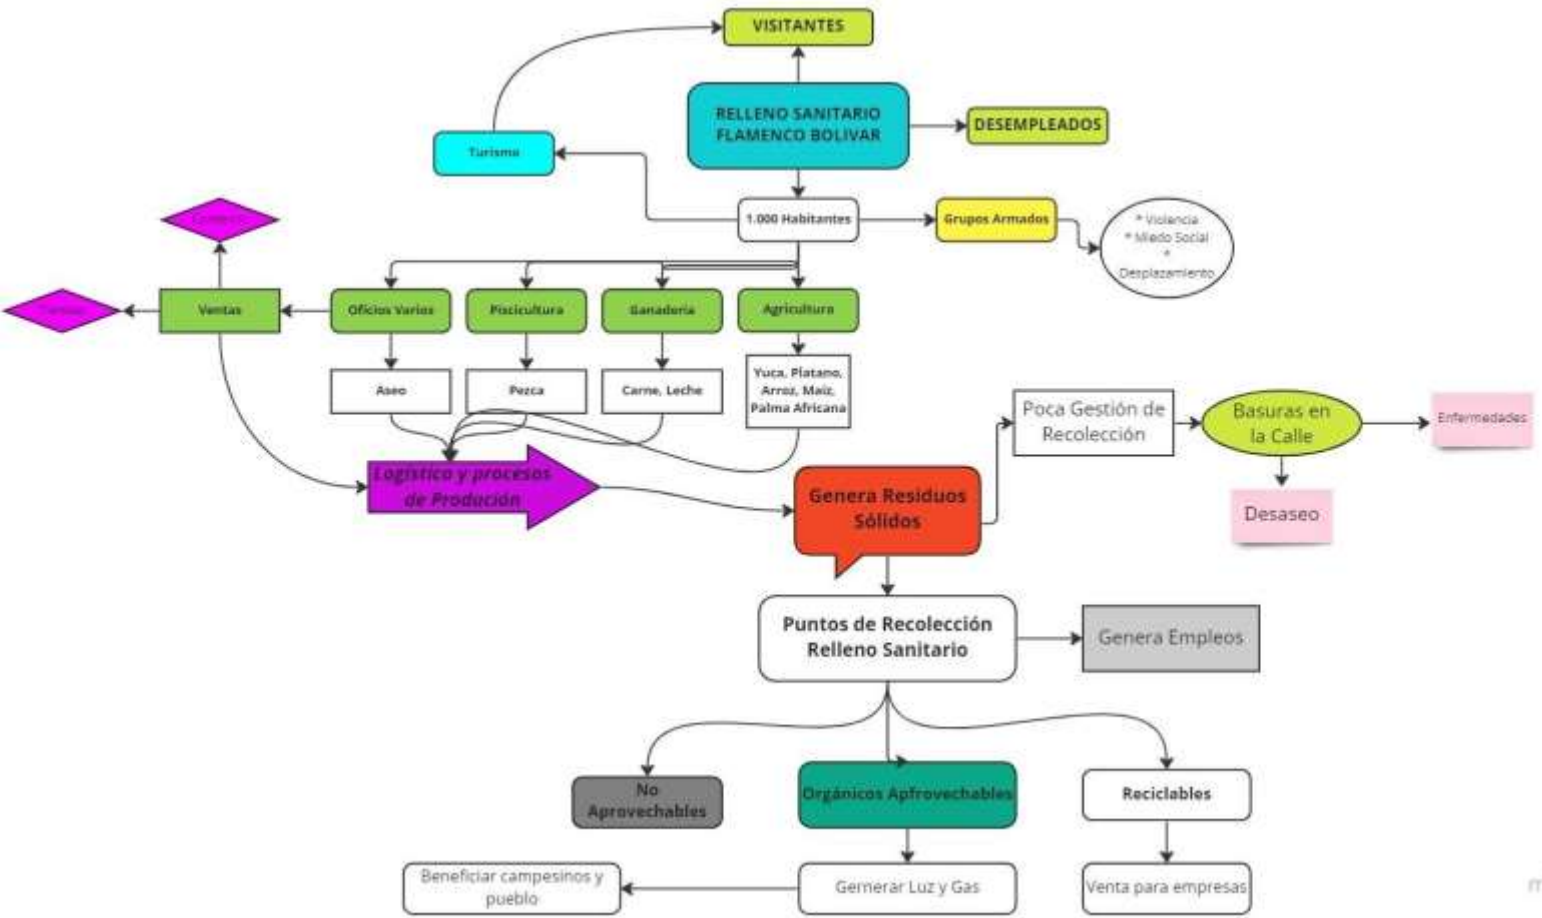 VISITANTES
RELLENO SANITARIO
FLAMENCO BOLIVAR
DESEMPLEADOS
Turismo
1.000 Habitantes
Grupos Armados
* Violencia
* Miedo Social
*
Desplazamiento
Ventas
Oficios Varios
Piscicultura
Ganaderia
Agricultura
Aseo
Pezca
Carne, Leche
Yuca, Platano,
Arroz, Maiz,
Palma Africana
Logistica y procesos
de Produción
Genera Residuos
Sólidos
Poca Gestión de
Recolección
Basuras en
la Calle
Enfermedades
Desaseo
Puntos de Recolección
Relleno Sanitario
Genera Empleos
No
Aprovechables
Orgánicos Apfrovechables
Reciclables
Beneficiar campesinos y
pueblo
Gernerar Luz y Gas
Venta para empresas